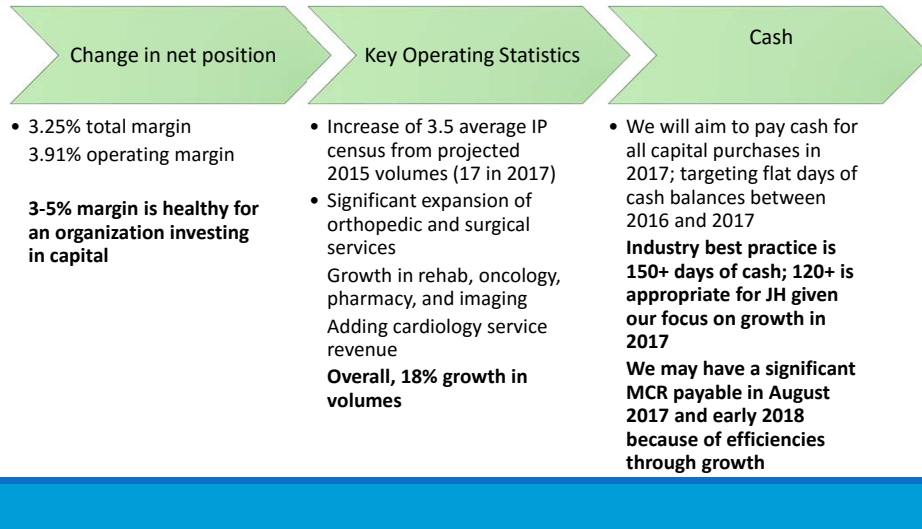 Change in net position
• 3.25% total margin
3.91% operating margin
3-5% margin is healthy for
an organization investing
in capital
Key Operating Statistics
• Increase of 3.5 average IP
census from projected
2015 volumes (17 in 2017)
• Significant expansion of
orthopedic and surgical
services
Growth in rehab, oncology,
pharmacy, and imaging
Adding cardiology service
revenue
Overall, 18% growth in
volumes
Cash
• We will aim to pay cash for
all capital purchases in
2017; targeting flat days of
cash balances between
2016 and 2017
Industry best practice is
150+ days of cash; 120+ is
appropriate for JH given
our focus on growth in
2017
We may have a significant
MCR payable in August
2017 and early 2018
because of efficiencies
through growth